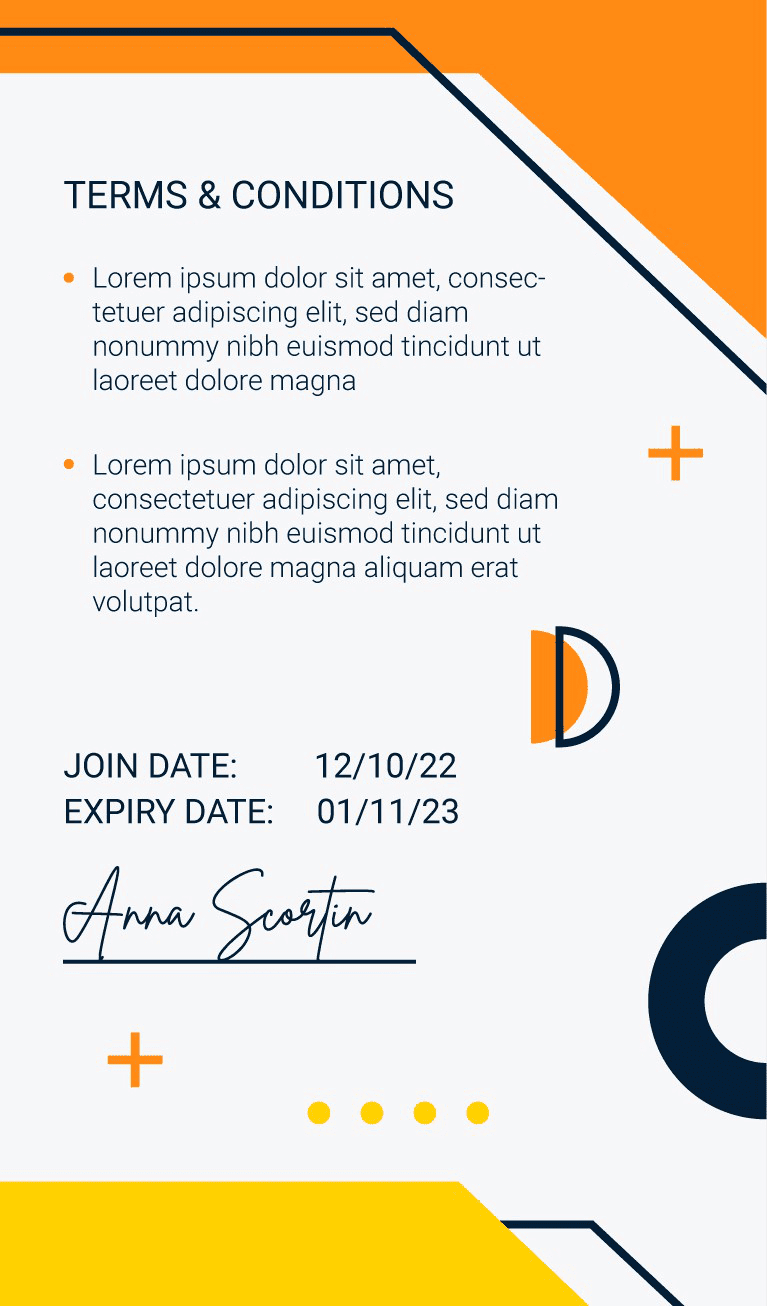 TERMS & CONDITIONS
Lorem ipsum dolor sit amet, consec-
tetuer adipiscing elit, sed diam
nonummy nibh euismod tincidunt ut
laoreet dolore magna
Lorem ipsum dolor sit amet,
consectetuer adipiscing elit, sed diam
nonummy nibh euismod tincidunt ut
laoreet dolore magna aliquam erat
volutpat.
JOIN DATE: 12/10/22
EXPIRY DATE: 01/11/23
Anna Scortin